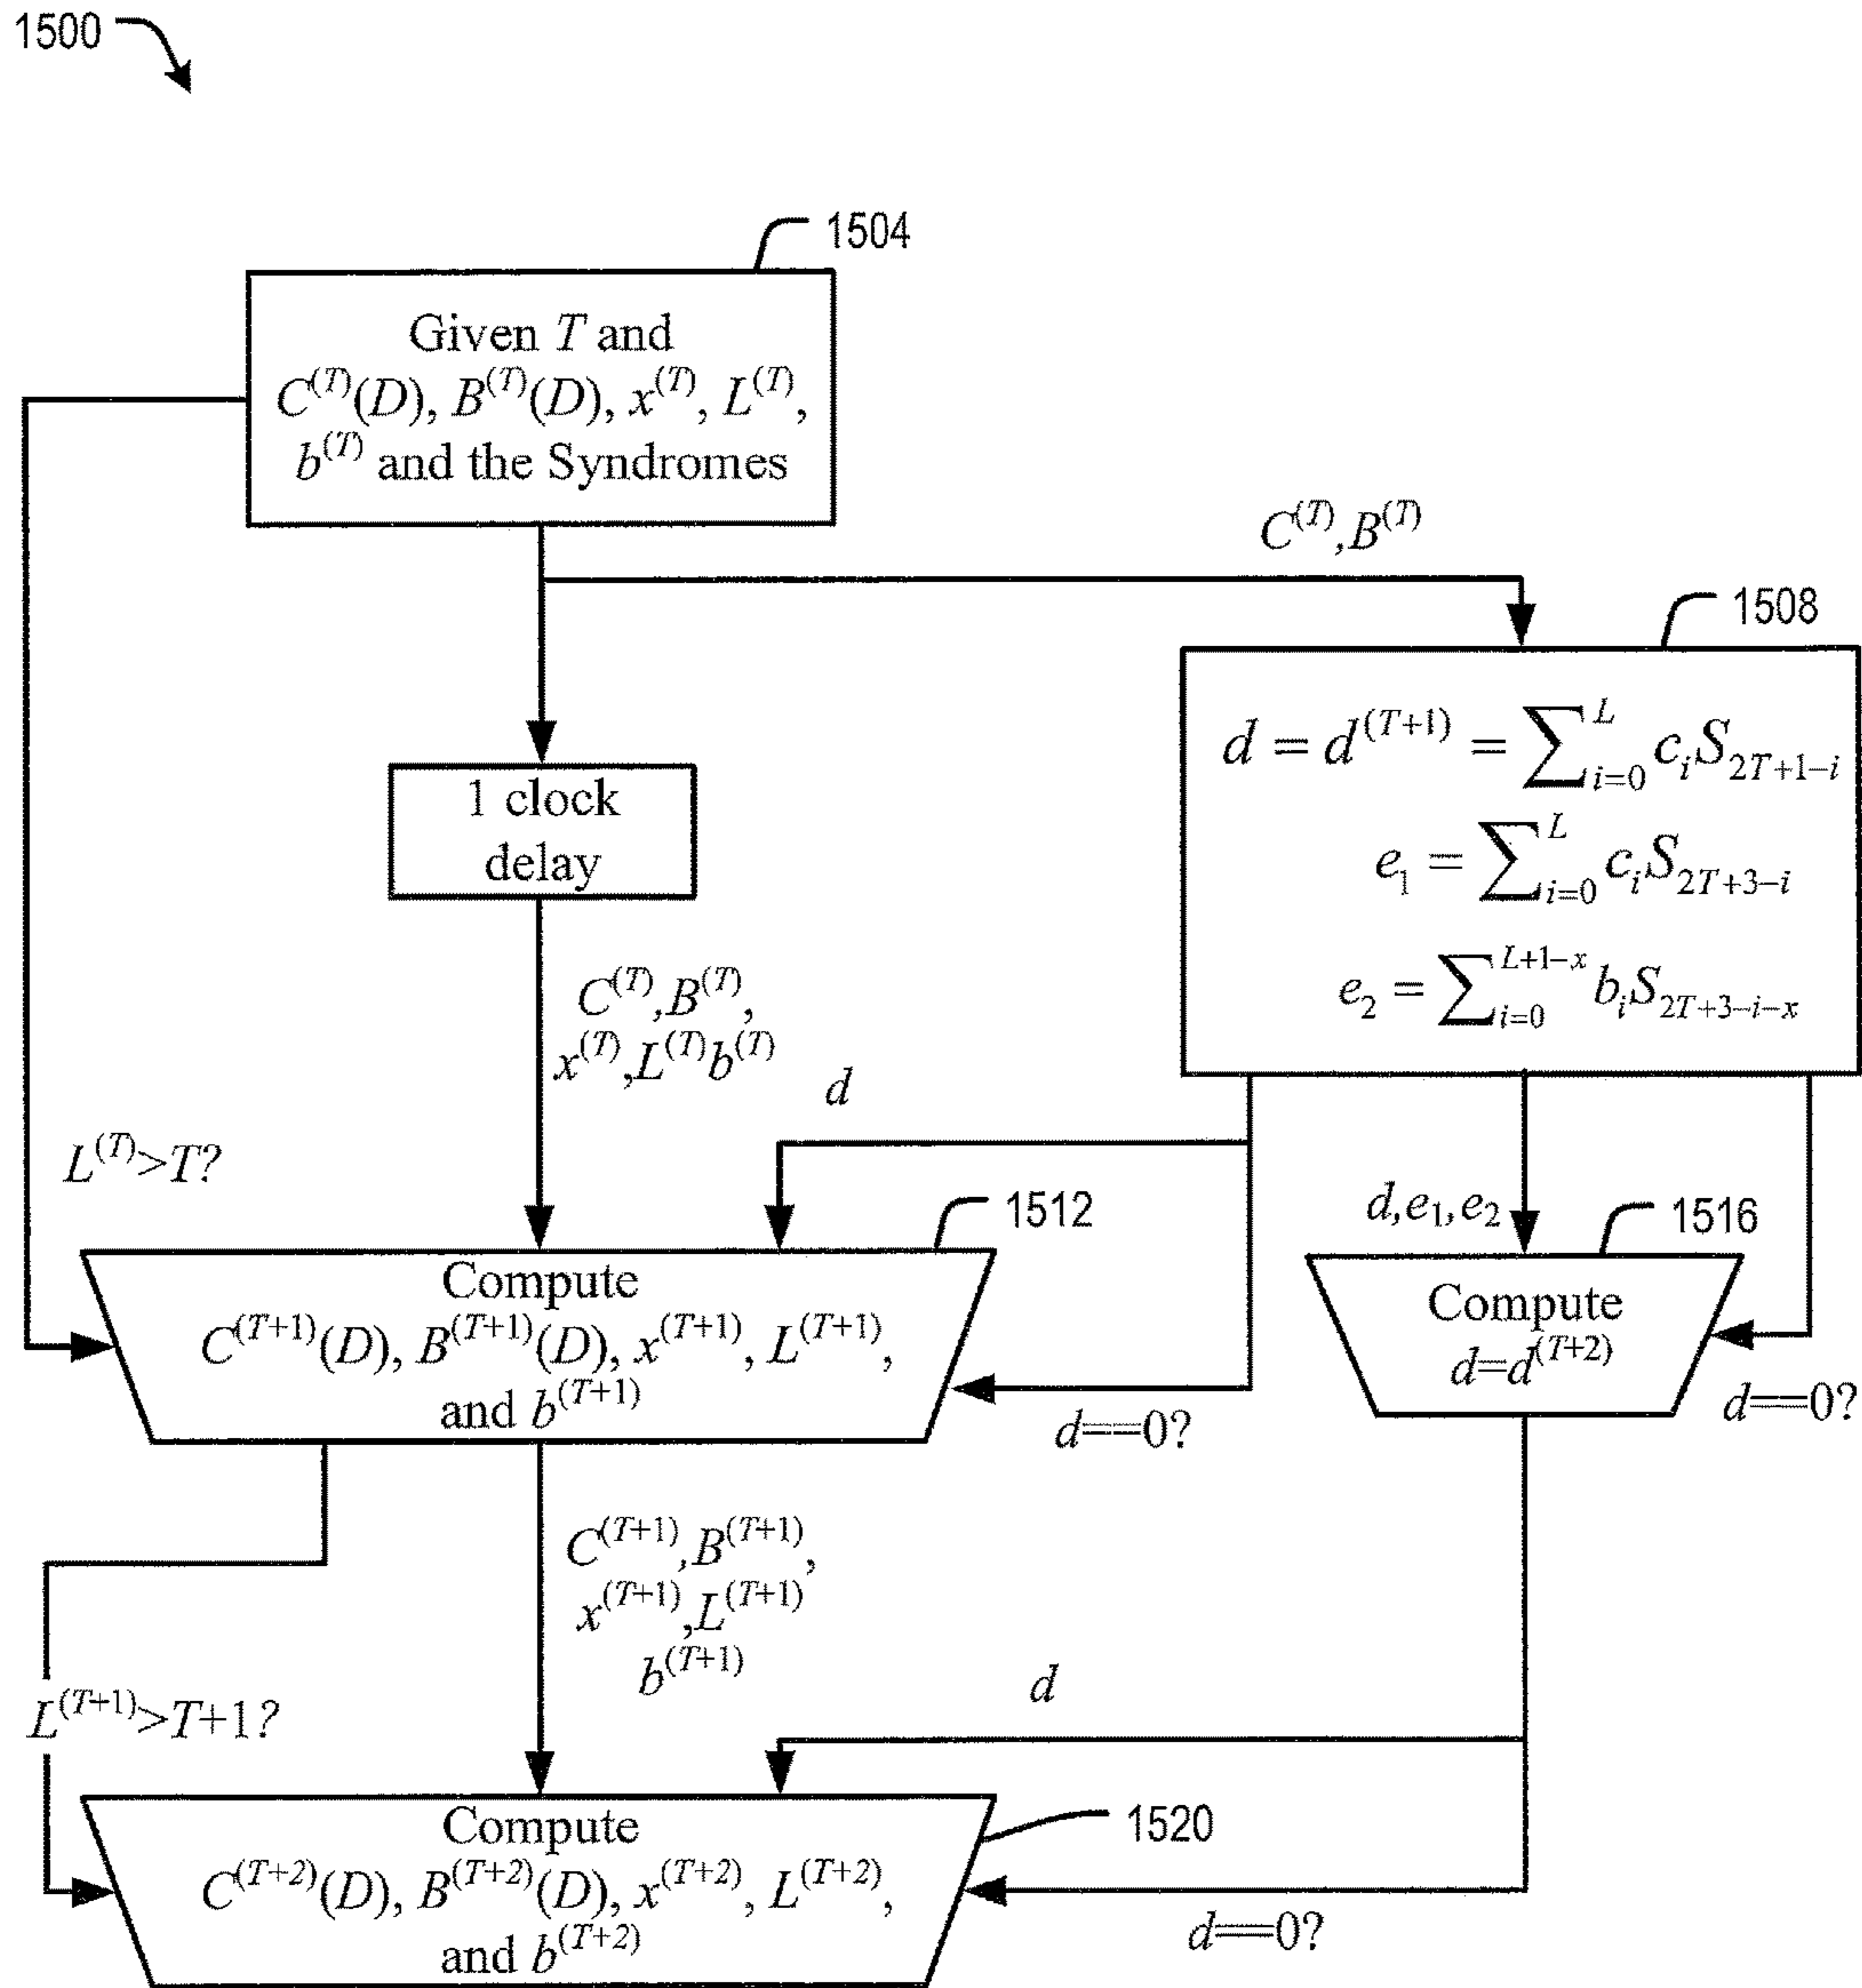 1500
1504
Given T and
C^(T)(D), B^(T)(D), x^(T), L^(T),
b^(T) and the Syndromes
C^(T),B^(T)
1508
d = d^(T+1) = ∑_{i=0}^{L} c_i S_{2T+1-i}
e_1 = ∑_{i=0}^{L} c_i S_{2T+3-i}
e_2 = ∑_{i=0}^{L+1-x} b_i S_{2T+3-i-x}
1 clock
delay
C^(T),B^(T),
x^(T),L^(T)b^(T)
d
L^(T)>T?
1512
d,e_1,e_2
1516
Compute
C^(T+1)(D), B^(T+1)(D), x^(T+1), L^(T+1),
and b^(T+1)
d==0?
Compute
d=d^(T+2)
d==0?
C^(T+1),B^(T+1),
x^(T+1),L^(T+1)
b^(T+1)
d
L^(T+1)>T+1?
1520
Compute
C^(T+2)(D), B^(T+2)(D), x^(T+2), L^(T+2),
and b^(T+2)
d==0?